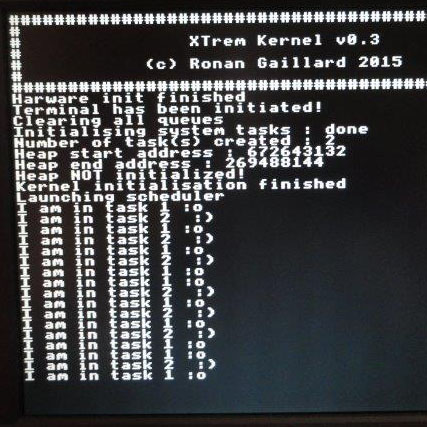 ##################################################
#
# XTrem Kernel v0.3
#
# (c) Ronan Gaillard 2015
#
##################################################
Harware init finished
Terminal has been initiated!
Clearing all queues
Initialising system tasks : done
Number of task(s) created : 2
Heap start address : 672643132
Heap end address : 269488144
Heap NOT initialized!
Kernel initialisation finished
Launching scheduler
I am in task 1 :o
I am in task 2 :)
I am in task 1 :o
I am in task 2 :)
I am in task 1 :o
I am in task 2 :)
I am in task 1 :o
I am in task 1 :o
I am in task 2 :)
I am in task 1 :o
I am in task 2 :)
I am in task 1 :o
I am in task 2 :)
I am in task 1 :o
I am in task 1 :o
I am in task 2 :)
I am in task 1 :o